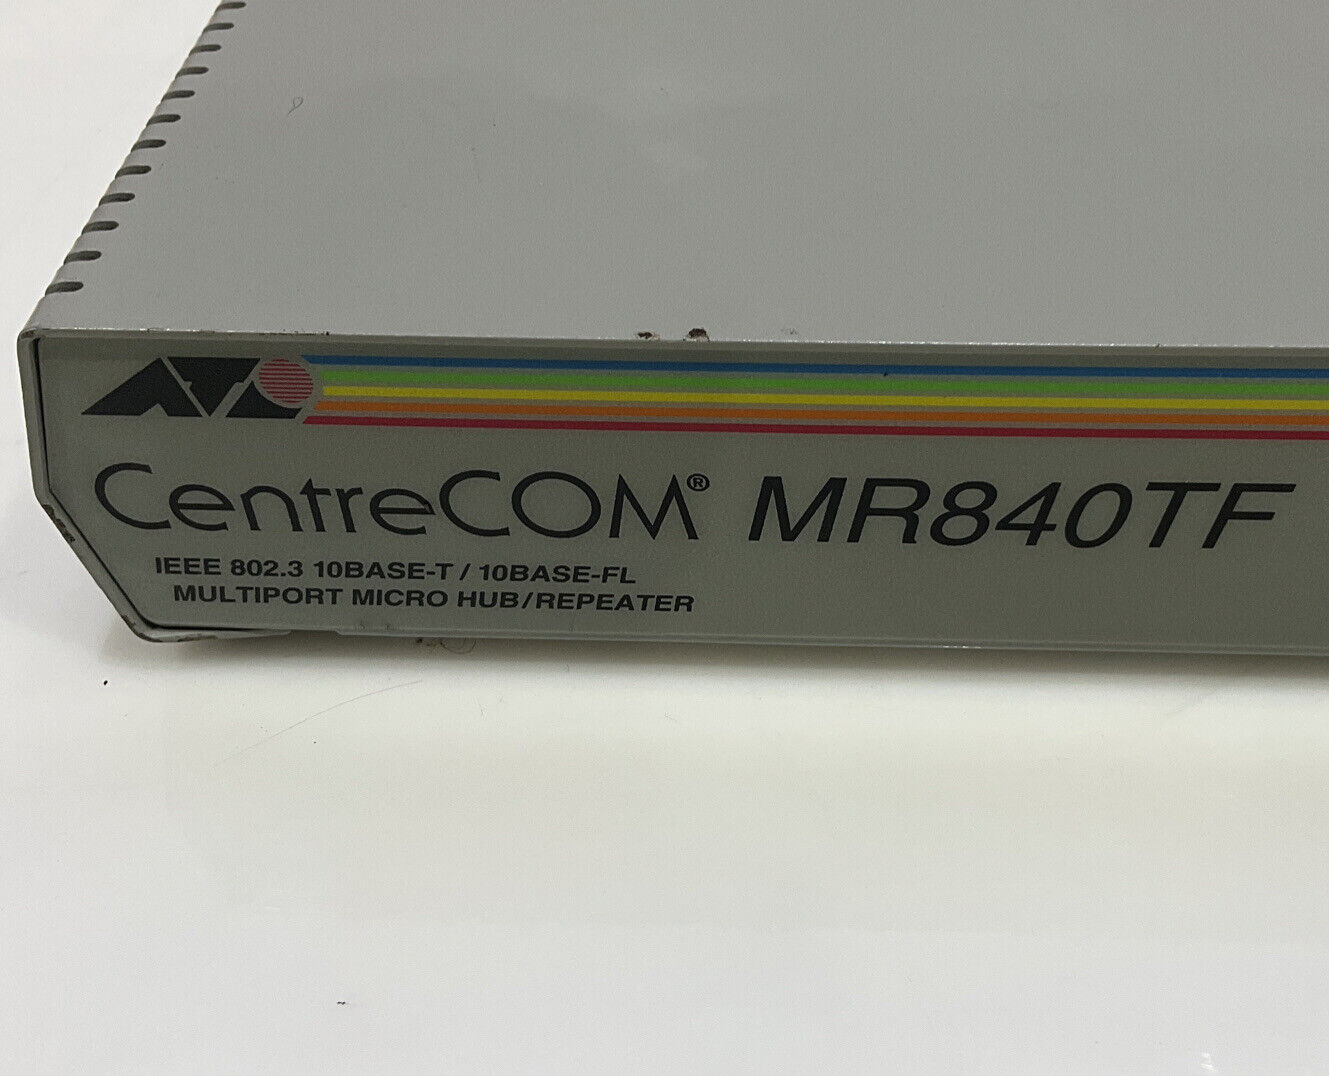 CentreCOM® MR840TF
IEEE 802.3 10BASE-T / 10BASE-FL
MULTIPORT MICRO HUB/REPEATER